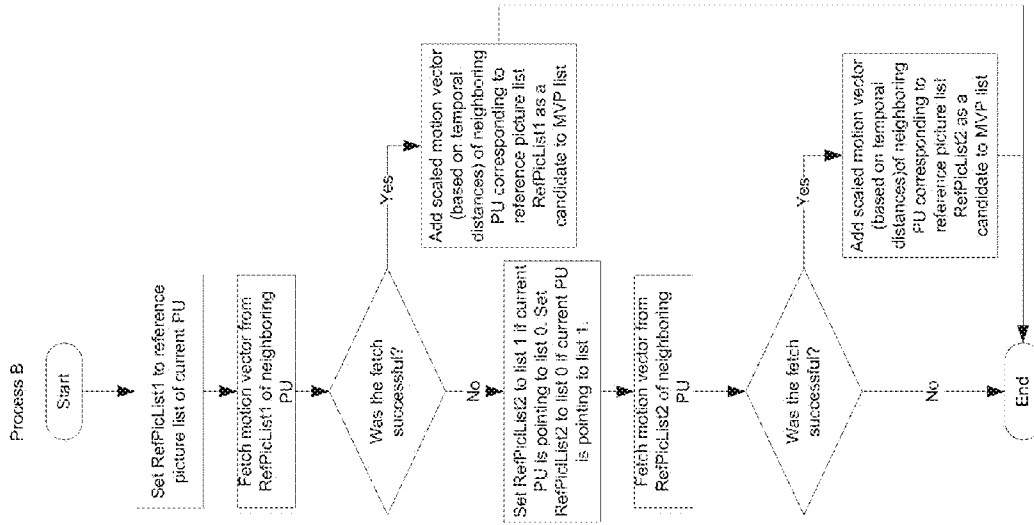 Process B
Start
Set RefPicList1 to reference
picture list of current PU
Fetch motion vector from
RefPicList1 of neighboring
PU
Was the fetch
successful?
Yes
Add scaled motion vector
(based on temporal
distances) of neighboring
PU corresponding to
reference picture list
RefPicList1 as a
candidate to MVP list
No
Set RefPicList2 to list 1 if current
PU is pointing to list 0. Set
RefPicList2 to list 0 if current PU
is pointing to list 1.
Fetch motion vector from
RefPicList2 of neighboring
PU
Was the fetch
successful?
Yes
Add scaled motion vector
(based on temporal
distances)of neighboring
PU corresponding to
reference picture list
RefPicList2 as a
candidate to MVP list
No
End